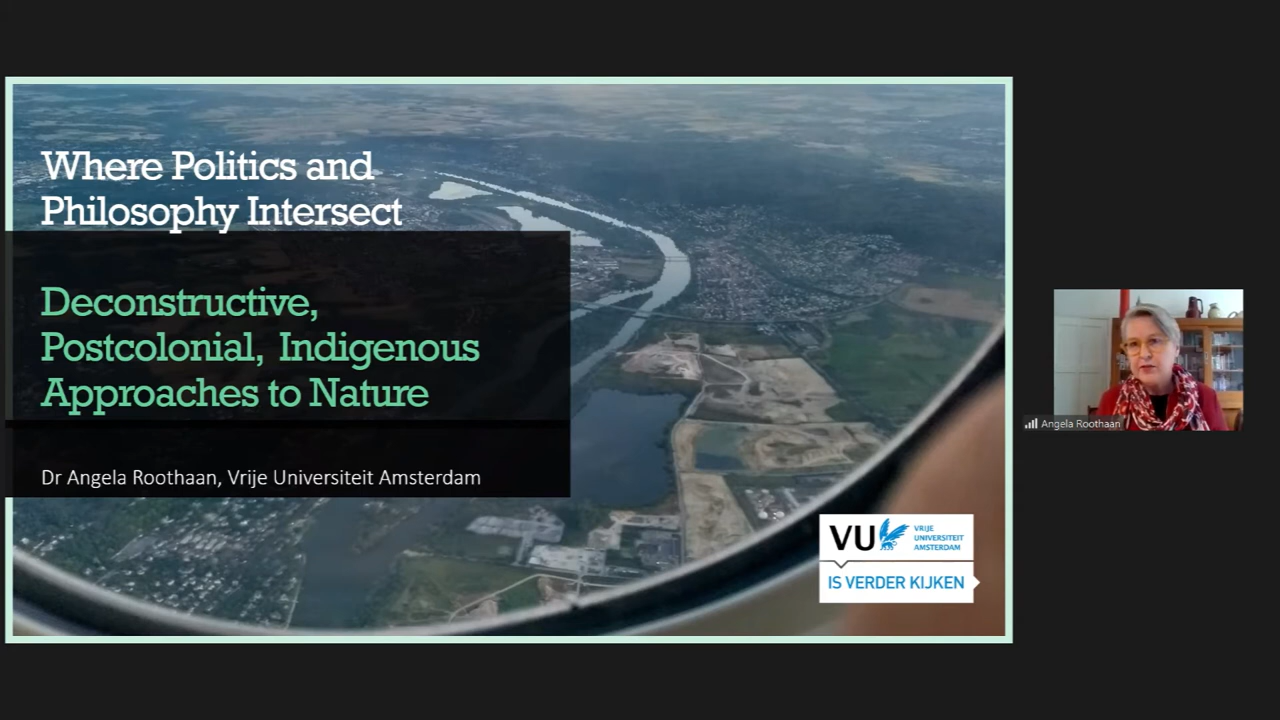 Where Politics and
Philosophy Intersect
Deconstructive,
Postcolonial, Indigenous
Approaches to Nature
Dr Angela Roothaan, Vrije Universiteit Amsterdam
VU VRIJE
UNIVERSITEIT
AMSTERDAM
IS VERDER KIJKEN
Angela Roothaan